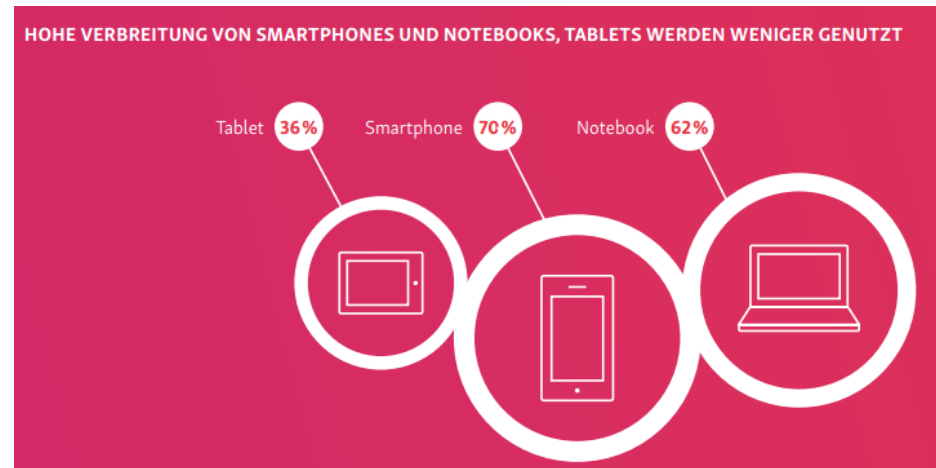 HOHE VERBREITUNG VON SMARTPHONES UND NOTEBOOKS, TABLETS WERDEN WENIGER GENUTZT
Tablet 36% Smartphone 70% Notebook 62%